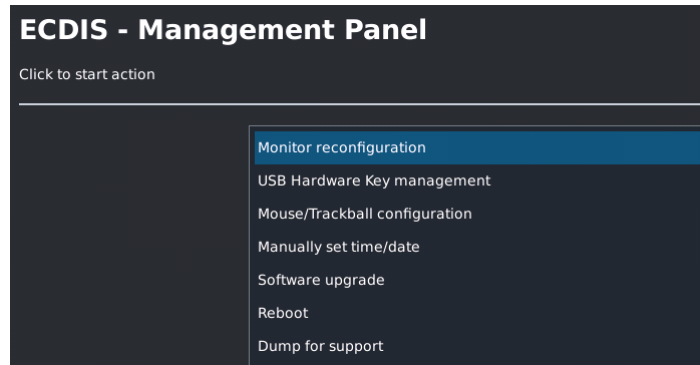 ECDIS - Management Panel
Click to start action
Monitor reconfiguration
USB Hardware Key management
Mouse/Trackball configuration
Manually set time/date
Software upgrade
Reboot
Dump for support